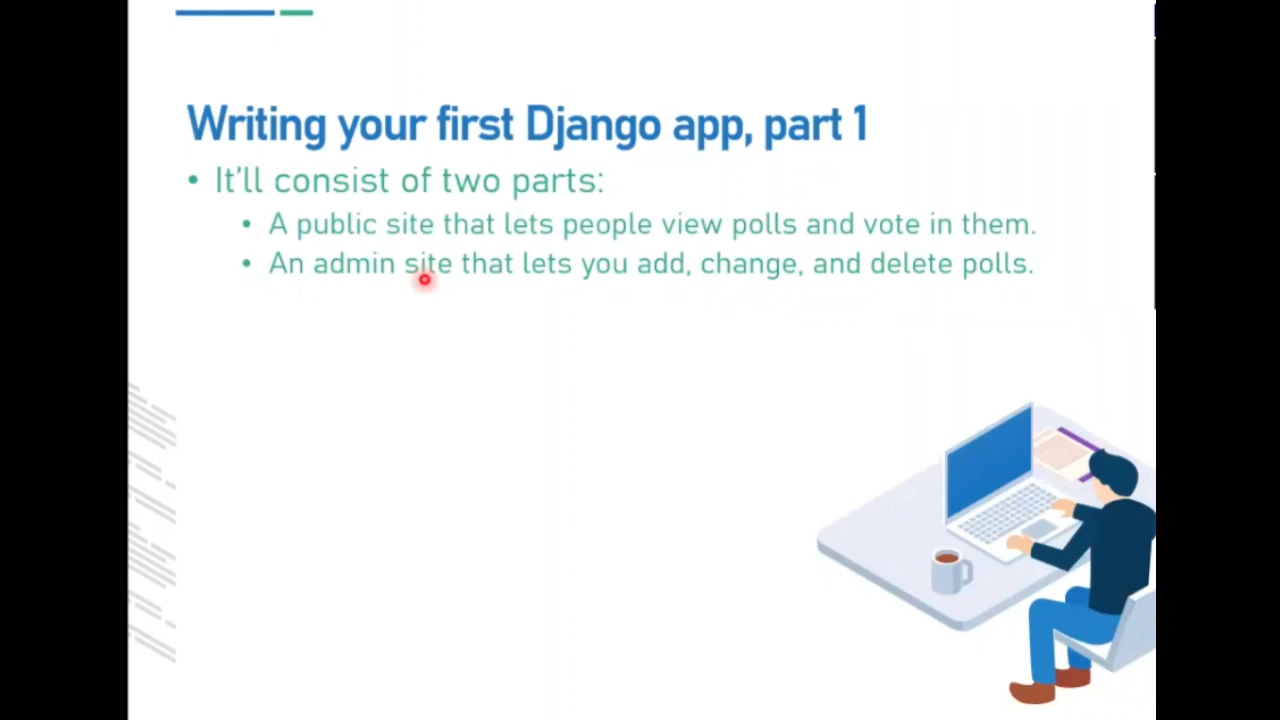 Writing your first Django app, part 1
• It'll consist of two parts:
• A public site that lets people view polls and vote in them.
• An admin site that lets you add, change, and delete polls.